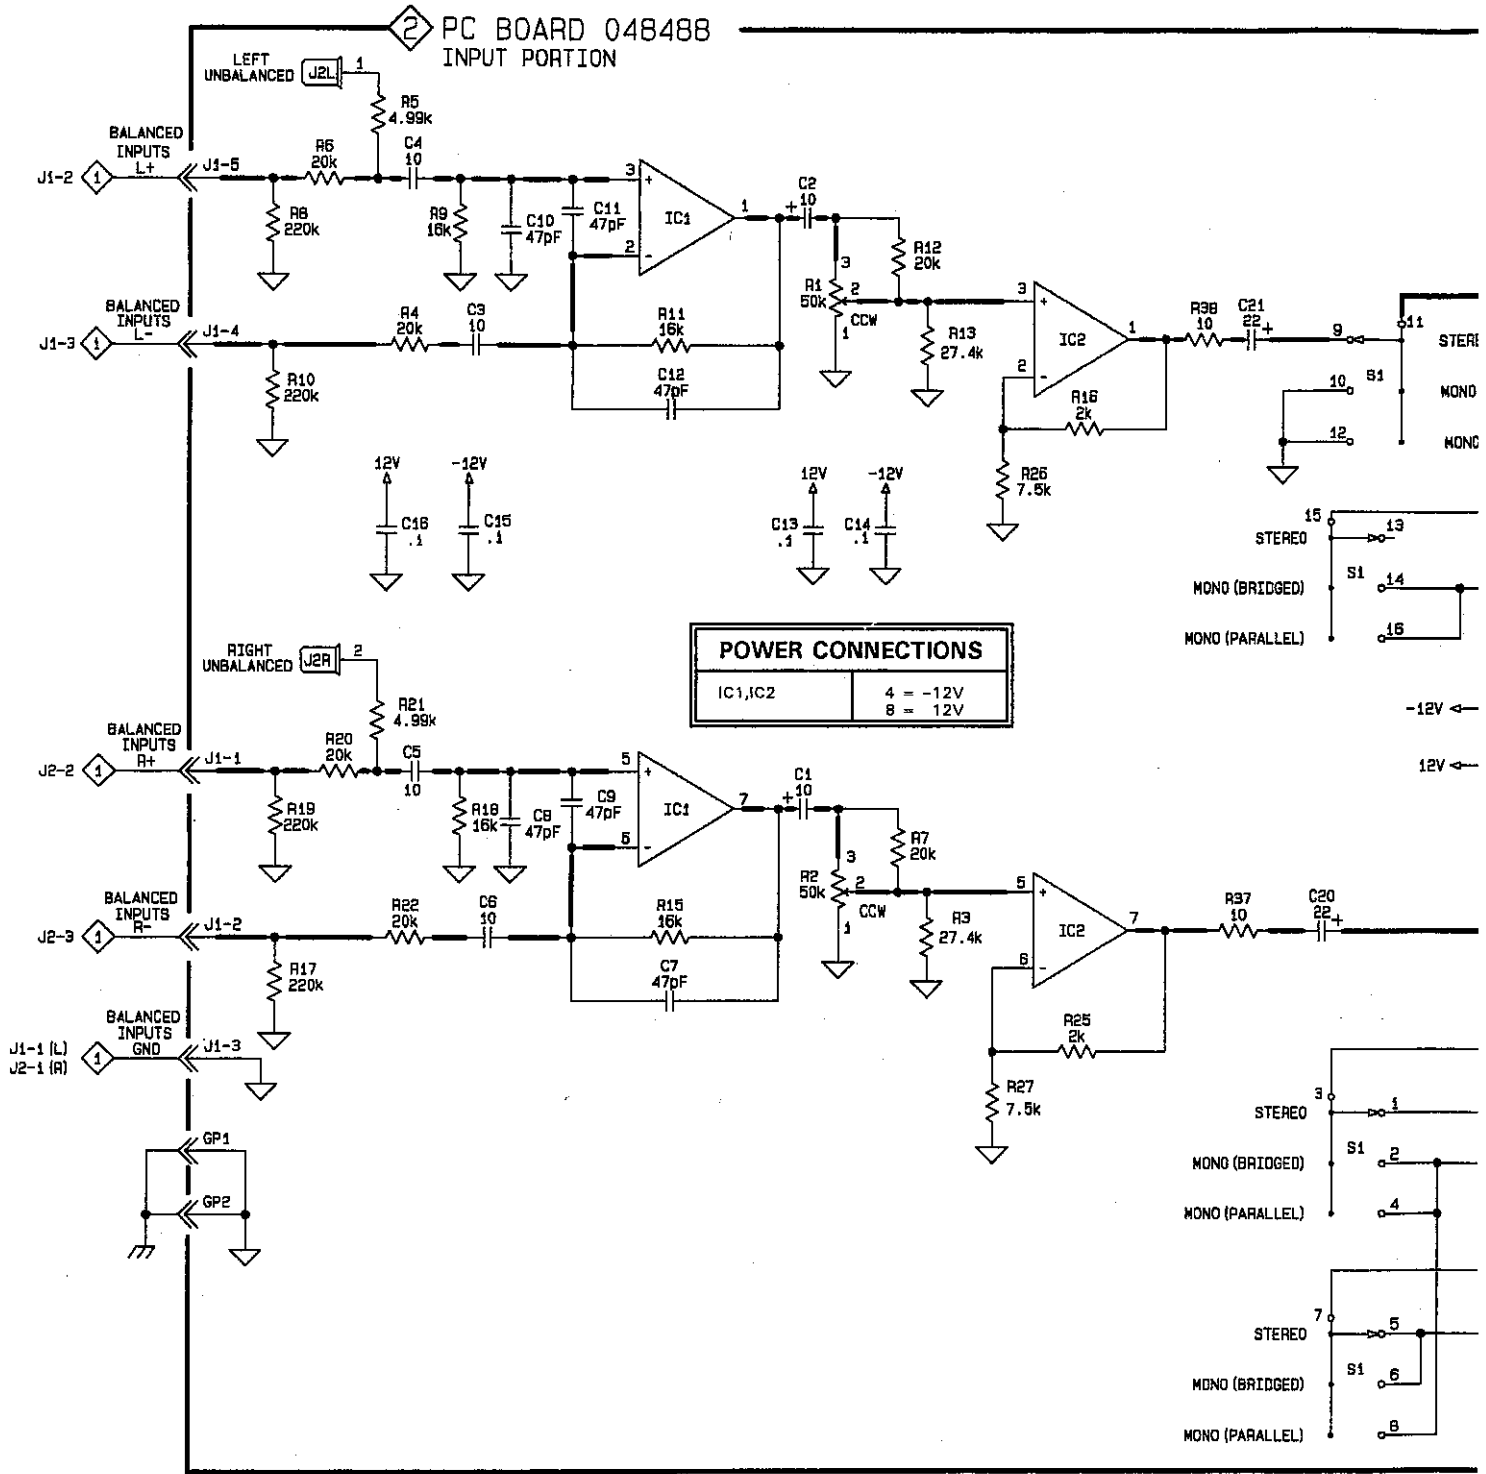 2 PC BOARD 048488
INPUT PORTION
LEFT
UNBALANCED J2L 1
R5
4.99k
BALANCED
INPUTS
L+
J1-2 1 J1-5
R6
20k
C4
10
R8
220k
R9
16k
C10
47pF
C11
47pF
3
+
2
-
IC1
1
C2
+ 10
R12
20k
3
R1
50k
2
CCW
1
R13
27.4k
3
+
2
-
IC2
1
R38
10
C21
22 +
9
11
STERE
10
S1
MONO
12
MONO
BALANCED
INPUTS
L-
J1-3 1 J1-4
R4
20k
C3
10
R11
16k
C12
47pF
R10
220k
R16
2k
R26
7.5k
12V
-12V
C16
.1
C15
.1
12V
-12V
C13
.1
C14
.1
15
13
STEREO
S1
MONO (BRIDGED)
14
MONO (PARALLEL)
16
POWER CONNECTIONS
IC1,IC2
4 = -12V
8 = 12V
-12V
12V
RIGHT
UNBALANCED J2R 2
R21
4.99k
BALANCED
INPUTS
R+
J2-2 1 J1-1
R20
20k
C5
10
R19
220k
R18
16k
C8
47pF
C9
47pF
5
+
6
-
IC1
7
C1
+ 10
R7
20k
3
R2
50k
2
CCW
1
R3
27.4k
5
+
6
-
IC2
7
R37
10
C20
22 +
BALANCED
INPUTS
R-
J2-3 1 J1-2
R22
20k
C6
10
R15
16k
C7
47pF
R17
220k
R25
2k
R27
7.5k
BALANCED
INPUTS
GND
J1-1 (L)
J2-1 (R)
1 J1-3
GP1
GP2
3
STEREO
1
S1
MONO (BRIDGED)
2
MONO (PARALLEL)
4
7
STEREO
5
S1
MONO (BRIDGED)
6
MONO (PARALLEL)
8